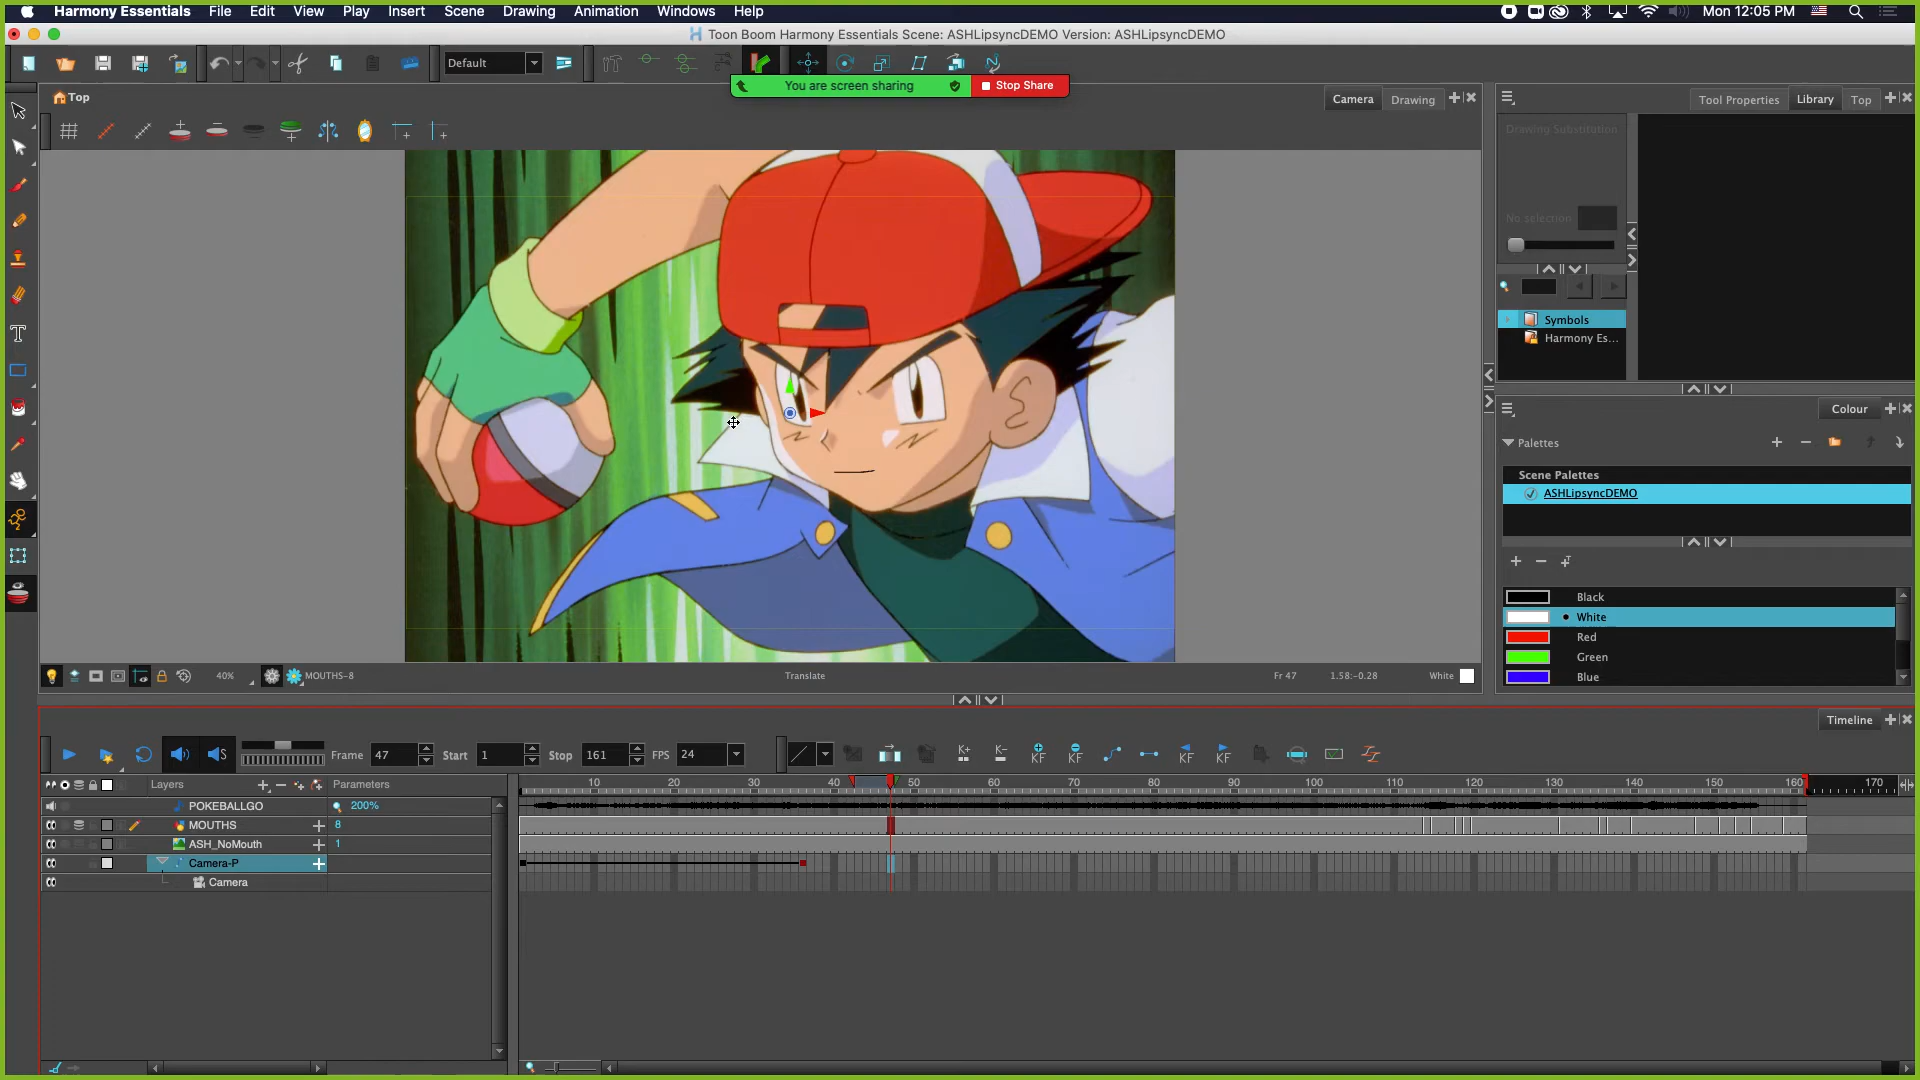 Harmony Essentials File Edit View Play Insert Scene Drawing Animation Windows Help Mon 12:05 PM
Toon Boom Harmony Essentials Scene: ASHLipsyncDEMO Version: ASHLipsyncDEMO
Default
You are screen sharing Stop Share
Top Camera Drawing Tool Properties Library Top
Drawing Substitution
No selection
Symbols
Harmony Es...
Colour
Palettes
Scene Palettes
ASHLipsyncDEMO
Black
White
Red
Green
Blue
40% MOUTHS-8 Translate Fr 47 1.58:-0.28 White
Timeline
Frame 47 Start 1 Stop 161 FPS 24
Layers Parameters 10 20 30 40 50 60 70 80 90 100 110 120 130 140 150 160 170
POKEBALLGO 200%
MOUTHS 8
ASH_NoMouth 1
Camera-P
Camera